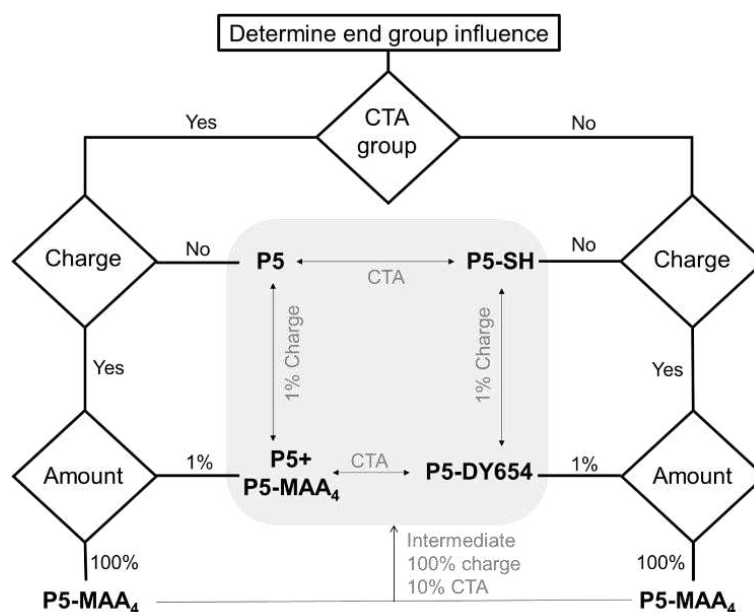 Determine end group influence
Yes
CTA
group
No
Charge
No
P5
CTA
P5-SH
No
Charge
1% Charge
1% Charge
Yes
Yes
Amount
1%
P5+
P5-MAA₄
CTA
P5-DY654
1%
Amount
100%
Intermediate
100% charge
10% CTA
100%
P5-MAA₄
P5-MAA₄